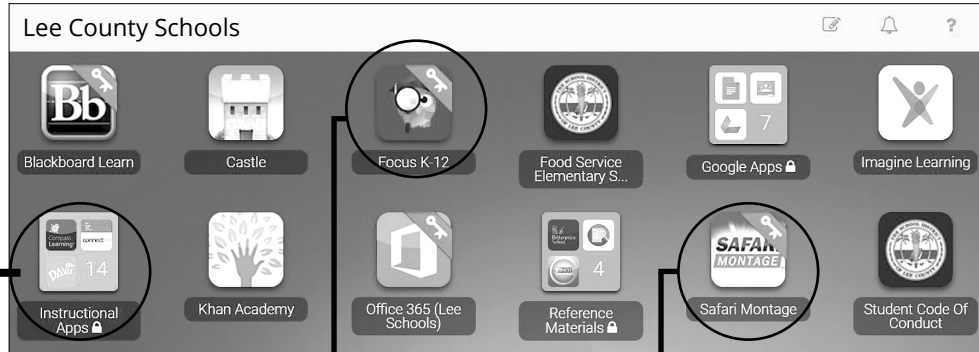 Lee County Schools
?
Bb
7
Blackboard Learn
Castle
Focus K-12
Food Service
Elementary S...
Google Apps
Imagine Learning
Compass
Learning
connect
14
Britannica
School
4
SAFARI
MONTAGE
Instructional
Apps
Khan Academy
Office 365 (Lee
Schools)
Reference
Materials
Safari Montage
Student Code Of
Conduct